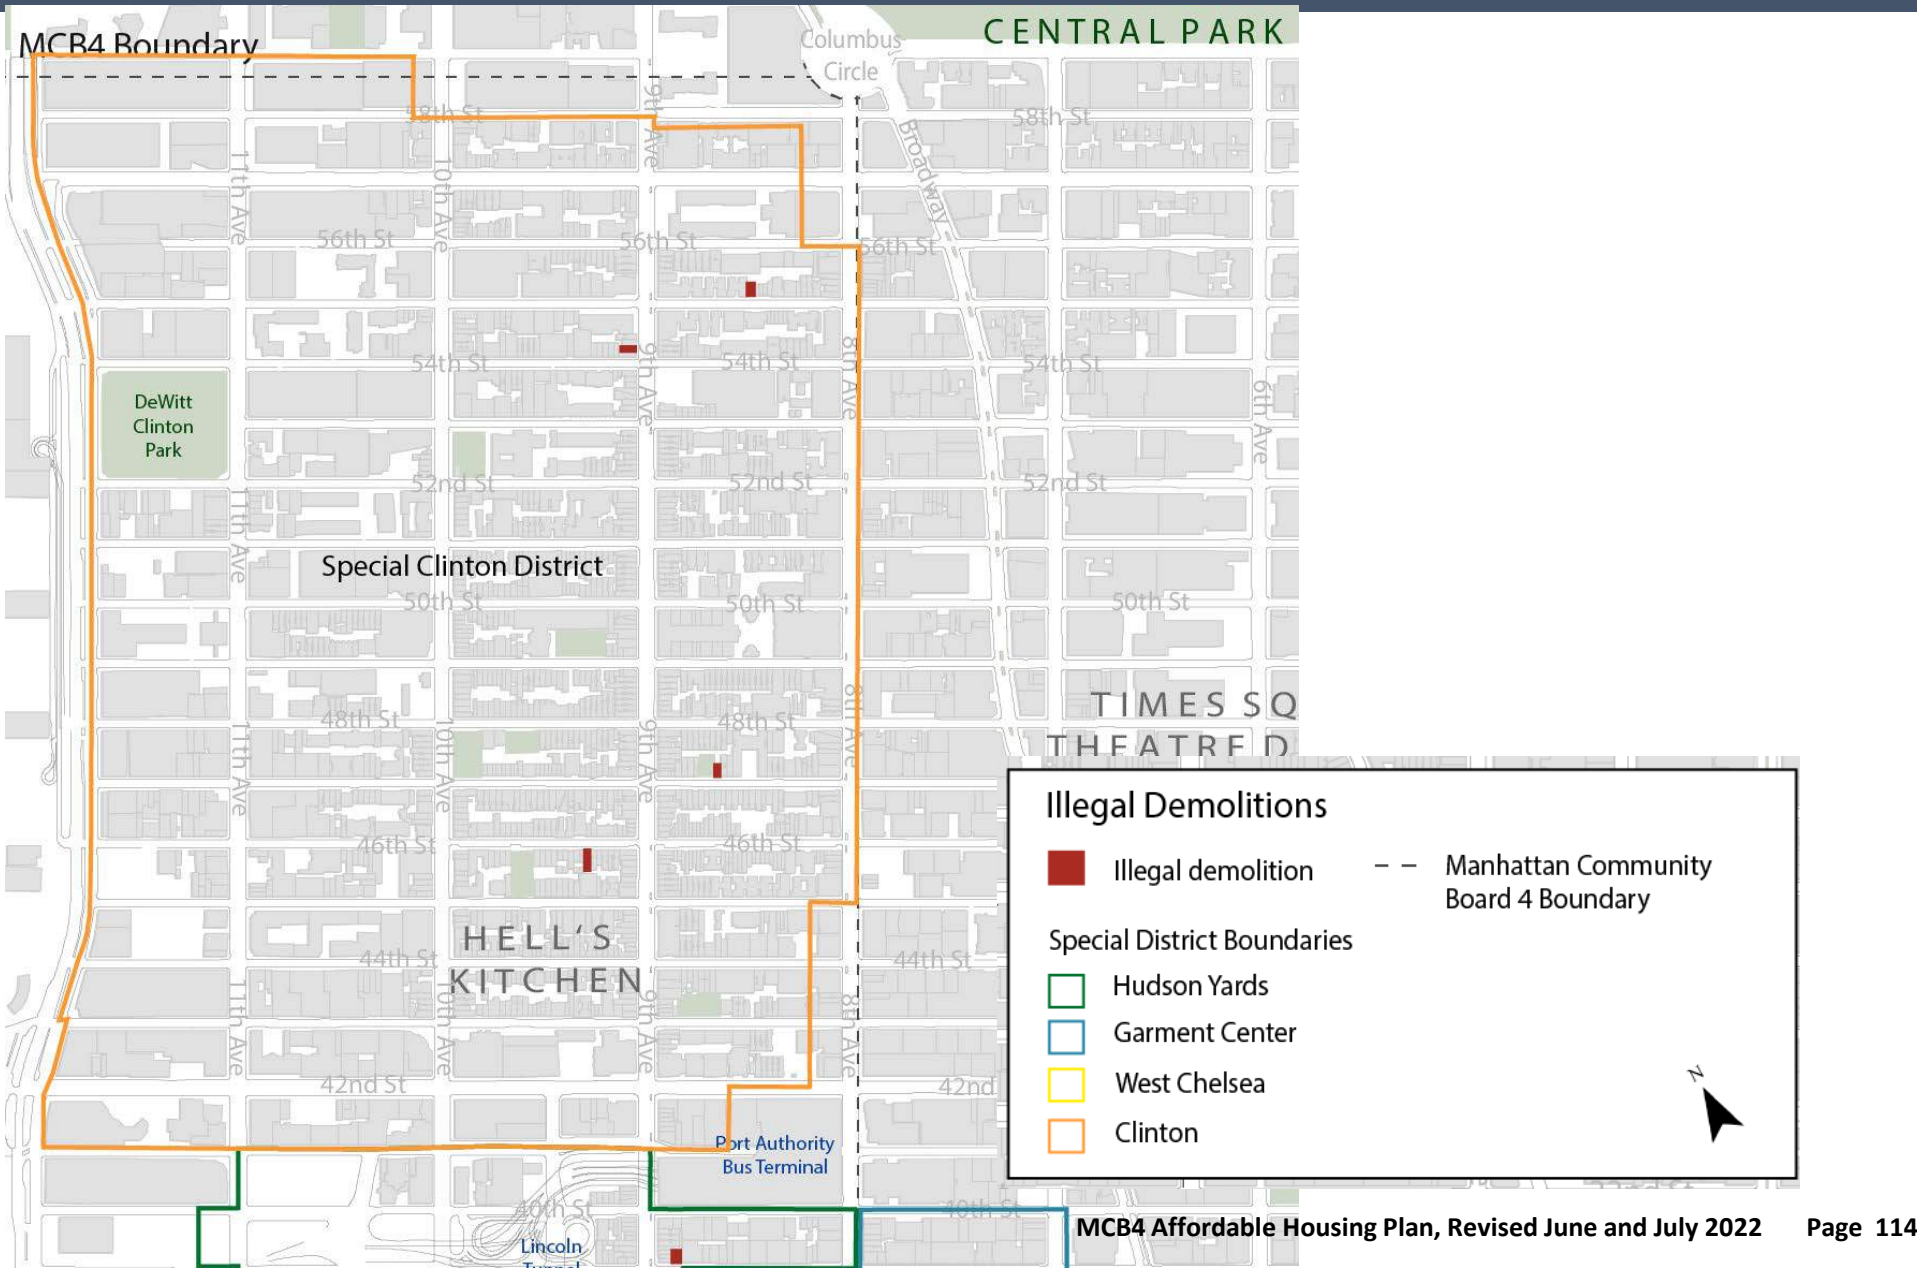 CENTRAL PARK
MCB4 Boundary
Columbus
Circle
58th St
58th St
9th Ave
Broadway
11th Ave
10th Ave
56th St
56th St
56th St
54th St
54th St
54th St
9th Ave
8th Ave
6th Ave
DeWitt
Clinton
Park
52nd St
52nd St
52nd St
11th Ave
Special Clinton District
50th St
50th St
50th St
TIMES SQ
48th St
48th St
THEATRE D
11th Ave
10th Ave
9th Ave
8th Ave
46th St
46th St
HELL'S
KITCHEN
44th St
44th St
11th Ave
10th Ave
9th Ave
8th Ave
42nd St
42nd
Port Authority
Bus Terminal
40th St
40th St
Lincoln
Tunnel
Illegal Demolitions
Illegal demolition
Manhattan Community
Board 4 Boundary
Special District Boundaries
Hudson Yards
Garment Center
West Chelsea
Clinton
N
MCB4 Affordable Housing Plan, Revised June and July 2022 Page 114